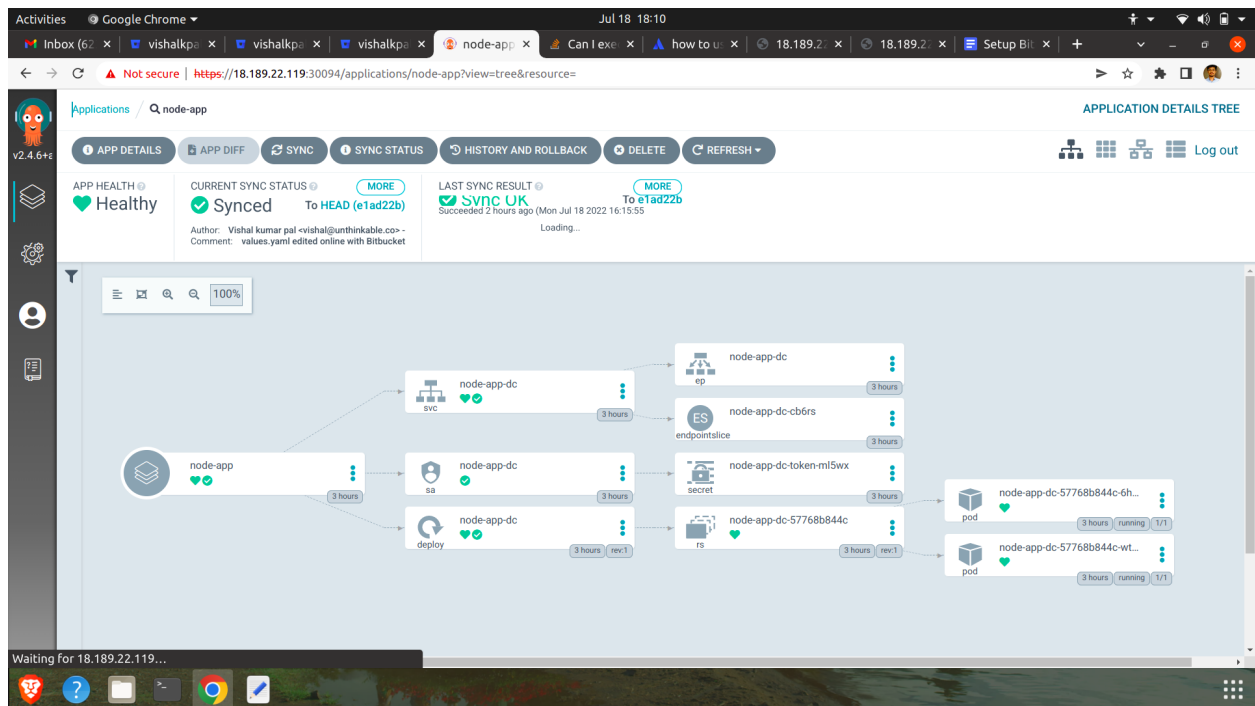 Activities Google Chrome Jul 18 18:10
Inbox (62 vishalkpa vishalkpa vishalkpa node-app Can I exe how to u 18.189.22 18.189.22 Setup Bit
Not secure https://18.189.22.119:30094/applications/node-app?view=tree&resource=
Applications / node-app APPLICATION DETAILS TREE
v2.4.6+a
APP DETAILS APP DIFF SYNC SYNC STATUS HISTORY AND ROLLBACK DELETE REFRESH Log out
APP HEALTH
Healthy
CURRENT SYNC STATUS MORE
Synced To HEAD (e1ad22b)
Author: Vishal kumar pal <vishal@unthinkable.co> -
Comment: values.yaml edited online with Bitbucket
LAST SYNC RESULT MORE
Sync OK To e1ad22b
Succeeded 2 hours ago (Mon Jul 18 2022 16:15:55
Loading...
100%
node-app
3 hours
node-app-dc
svc
3 hours
node-app-dc
sa
3 hours
node-app-dc
deploy
3 hours rev:1
node-app-dc
ep
3 hours
ES
node-app-dc-cb6rs
endpointslice
3 hours
node-app-dc-token-ml5wx
secret
3 hours
node-app-dc-57768b844c
rs
3 hours rev:1
node-app-dc-57768b844c-6h...
pod
3 hours running 1/1
node-app-dc-57768b844c-wt...
pod
3 hours running 1/1
Waiting for 18.189.22.119...